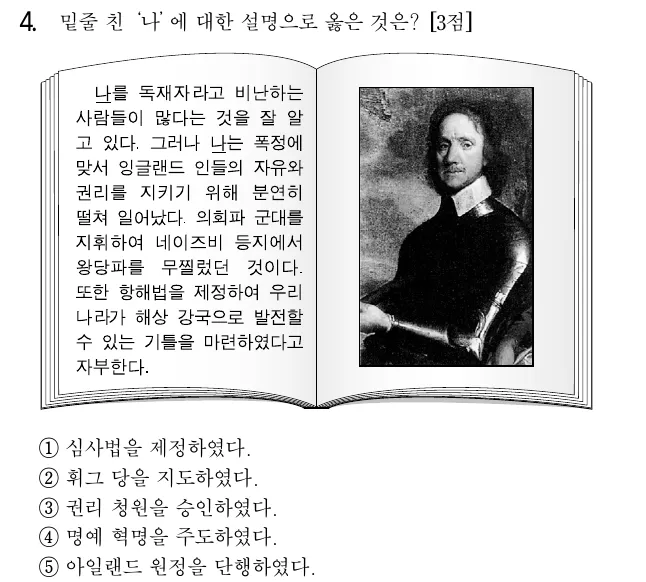 4. 밑줄 친 '나'에 대한 설명으로 옳은 것은? [3점]
나를 독재자라고 비난하는
사람들이 많다는 것을 잘 알
고 있다. 그러나 나는 폭정에
맞서 잉글랜드 인들의 자유와
권리를 지키기 위해 분연히
떨쳐 일어났다. 의회파 군대를
지휘하여 네이즈비 등지에서
왕당파를 무찔렀던 것이다.
또한 항해법을 제정하여 우리
나라가 해상 강국으로 발전할
수 있는 기틀을 마련하였다고
자부한다.
① 심사법을 제정하였다.
② 휘그 당을 지도하였다.
③ 권리 청원을 승인하였다.
④ 명예 혁명을 주도하였다.
⑤ 아일랜드 원정을 단행하였다.